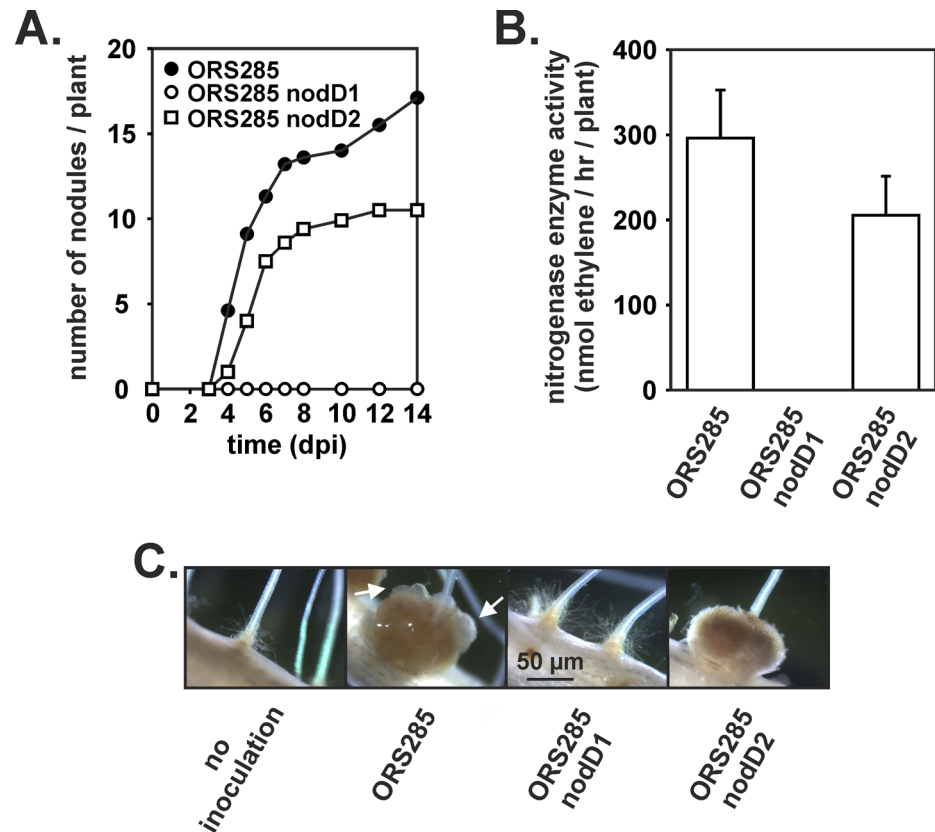 A.
number of nodules / plant
20
15
10
5
0
ORS285
ORS285 nodD1
ORS285 nodD2
0 2 4 6 8 10 12 14
time (dpi)
B.
nitrogenase enzyme activity
(nmol ethylene / hr / plant)
400
300
200
100
0
ORS285
ORS285
nodD1
ORS285
nodD2
C.
50 µm
no
inoculation
ORS285
ORS285
nodD1
ORS285
nodD2